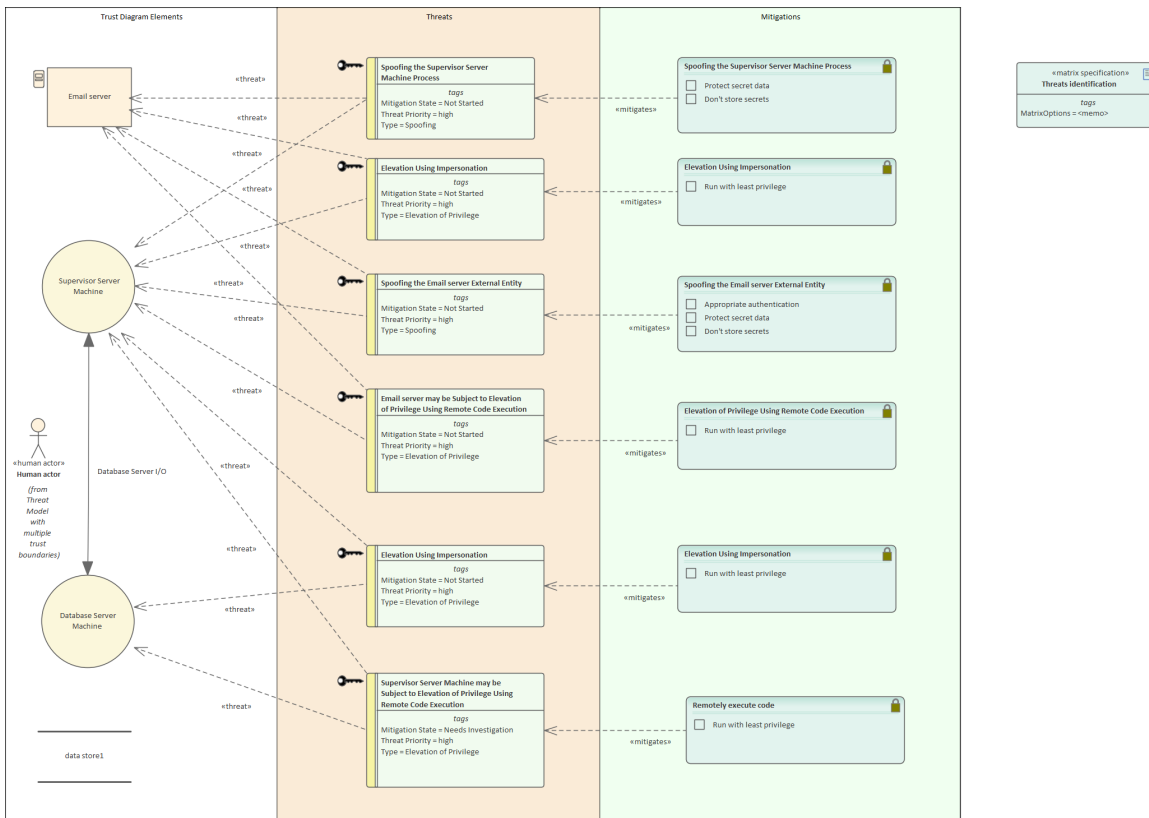 Trust Diagram Elements
Threats
Mitigations
Email server
Supervisor Server
Machine
«human actor»
Human actor
(from
Threat
Model
with
multiple
trust
boundaries)
Database Server I/O
Database Server
Machine
data store1
«threat»
«threat»
«threat»
«threat»
«threat»
«threat»
«threat»
«threat»
«threat»
«threat»
«threat»
«threat»
Spoofing the Supervisor Server
Machine Process
tags
Mitigation State = Not Started
Threat Priority = high
Type = Spoofing
Elevation Using Impersonation
tags
Mitigation State = Not Started
Threat Priority = high
Type = Elevation of Privilege
Spoofing the Email server External Entity
tags
Mitigation State = Not Started
Threat Priority = high
Type = Spoofing
Email server may be Subject to Elevation
of Privilege Using Remote Code Execution
tags
Mitigation State = Not Started
Threat Priority = high
Type = Elevation of Privilege
Elevation Using Impersonation
tags
Mitigation State = Not Started
Threat Priority = high
Type = Elevation of Privilege
Supervisor Server Machine may be
Subject to Elevation of Privilege Using
Remote Code Execution
tags
Mitigation State = Needs Investigation
Threat Priority = high
Type = Elevation of Privilege
«mitigates»
«mitigates»
«mitigates»
«mitigates»
«mitigates»
«mitigates»
Spoofing the Supervisor Server Machine Process
Protect secret data
Don't store secrets
Elevation Using Impersonation
Run with least privilege
Spoofing the Email server External Entity
Appropriate authentication
Protect secret data
Don't store secrets
Elevation of Privilege Using Remote Code Execution
Run with least privilege
Elevation Using Impersonation
Run with least privilege
Remotely execute code
Run with least privilege
«matrix specification»
Threats identification
tags
MatrixOptions = <memo>